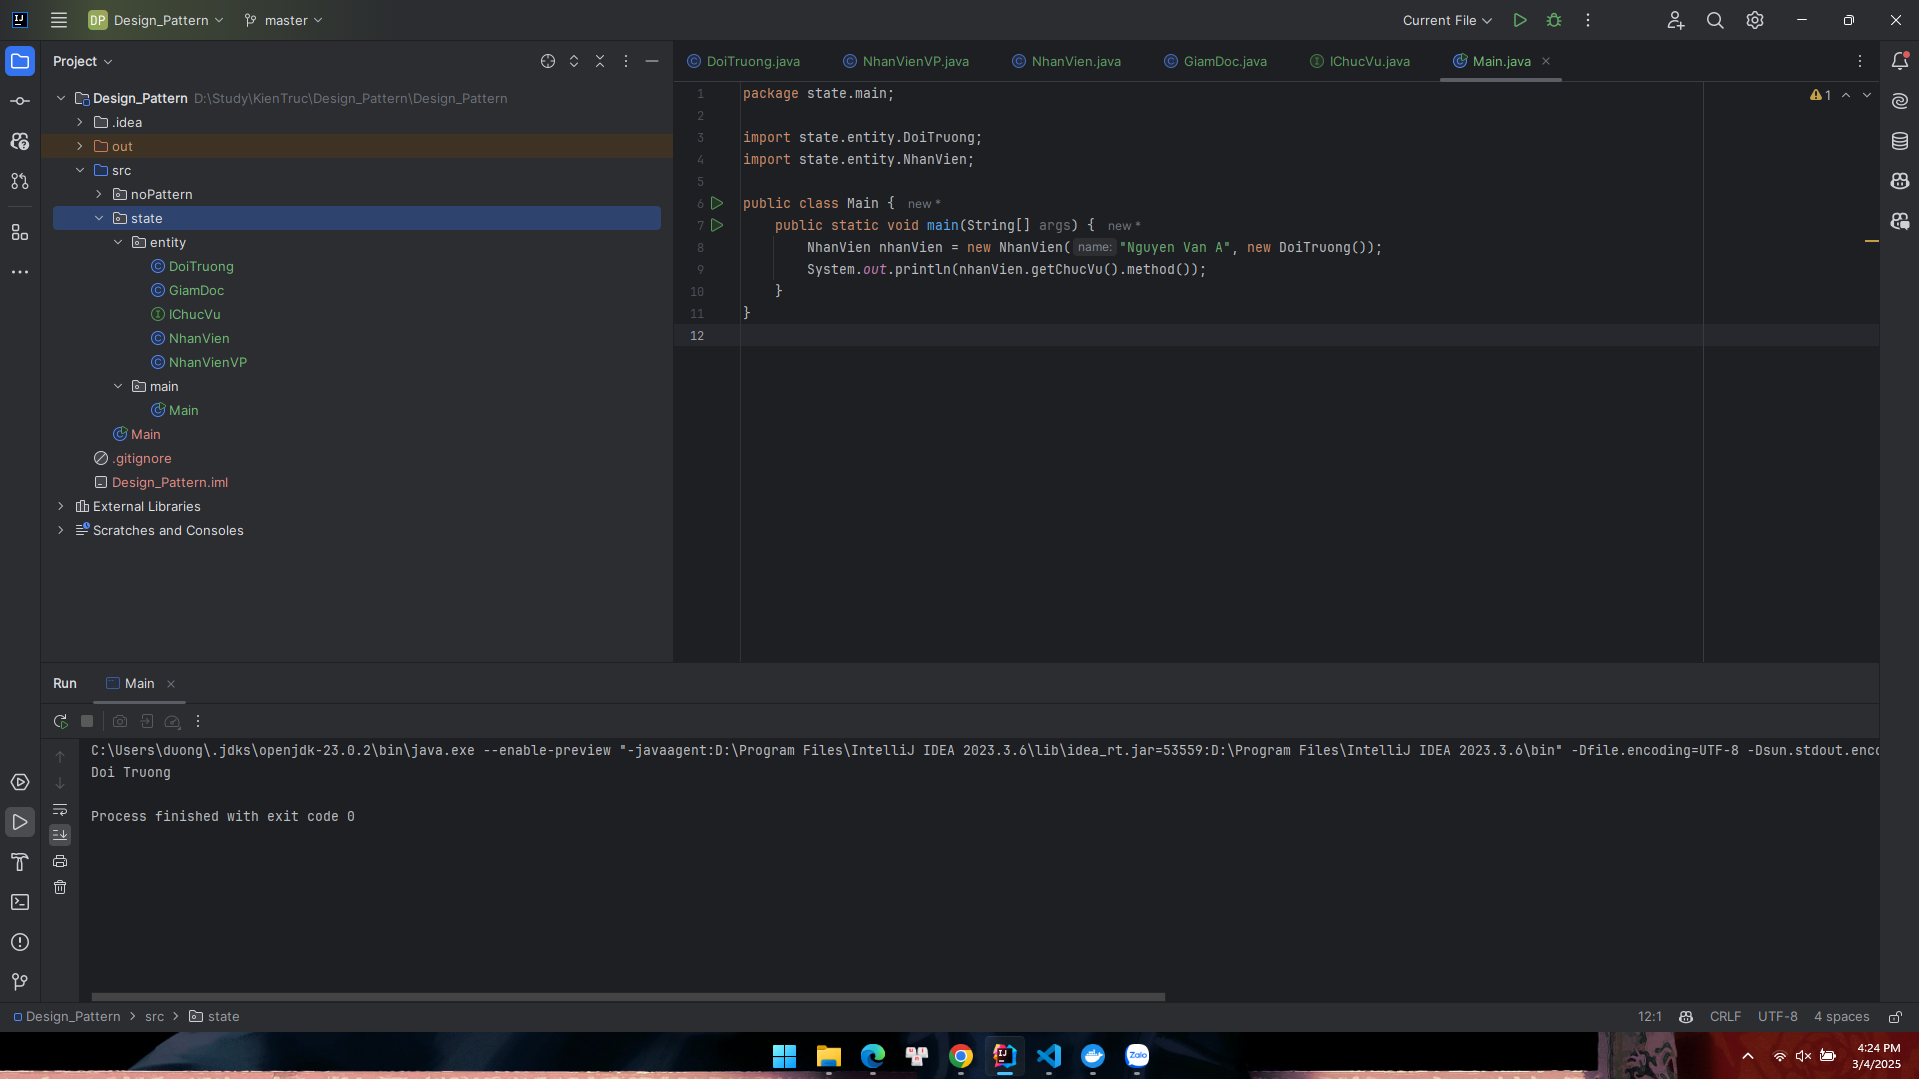 DP Design_Pattern master Current File
Project
DoiTruong.java NhanVienVP.java NhanVien.java GiamDoc.java IChucVu.java Main.java
Design_Pattern D:\Study\KienTruc\Design_Pattern\Design_Pattern
.idea
out
src
noPattern
state
entity
DoiTruong
GiamDoc
IChucVu
NhanVien
NhanVienVP
main
Main
Main
.gitignore
Design_Pattern.iml
External Libraries
Scratches and Consoles
1
1 package state.main;
2
3 import state.entity.DoiTruong;
4 import state.entity.NhanVien;
5
6 public class Main { new *
7 public static void main(String[] args) { new *
8 NhanVien nhanVien = new NhanVien( name: "Nguyen Van A", new DoiTruong());
9 System.out.println(nhanVien.getChucVu().method());
10 }
11 }
12
Run Main
C:\Users\duong\.jdks\openjdk-23.0.2\bin\java.exe --enable-preview "-javaagent:D:\Program Files\IntelliJ IDEA 2023.3.6\lib\idea_rt.jar=53559:D:\Program Files\IntelliJ IDEA 2023.3.6\bin" -Dfile.encoding=UTF-8 -Dsun.stdout.enco
Doi Truong
Process finished with exit code 0
Design_Pattern src state 12:1 CRLF UTF-8 4 spaces
Zalo
4:24 PM
3/4/2025